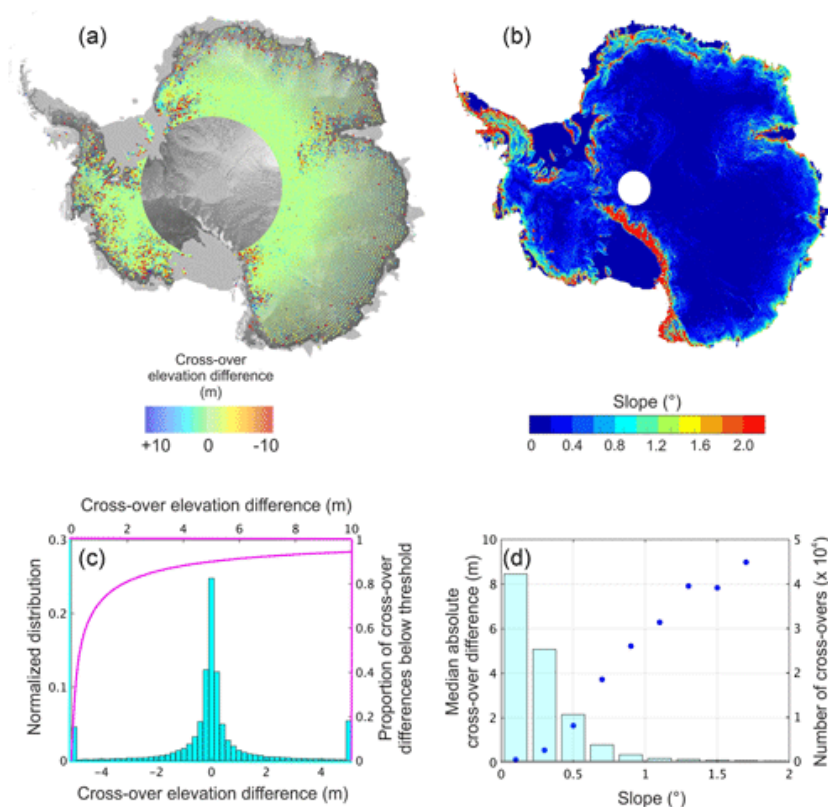 (a)
(b)
Cross-over
elevation difference
(m)
+10 0 -10
Slope (°)
0 0.4 0.8 1.2 1.6 2.0
Cross-over elevation difference (m)
0 2 4 6 8 10
(c)
Normalized distribution
0.3
0.2
0.1
0
1
0.8
0.6
0.4
0.2
0
Proportion of cross-over
differences below threshold
−4 −2 0 2 4
Cross-over elevation difference (m)
(d)
Median absolute
cross-over difference (m)
10
8
6
4
2
0
5
4
3
2
1
0
Number of cross-overs (x 10⁴)
0 0.5 1 1.5 2
Slope (°)